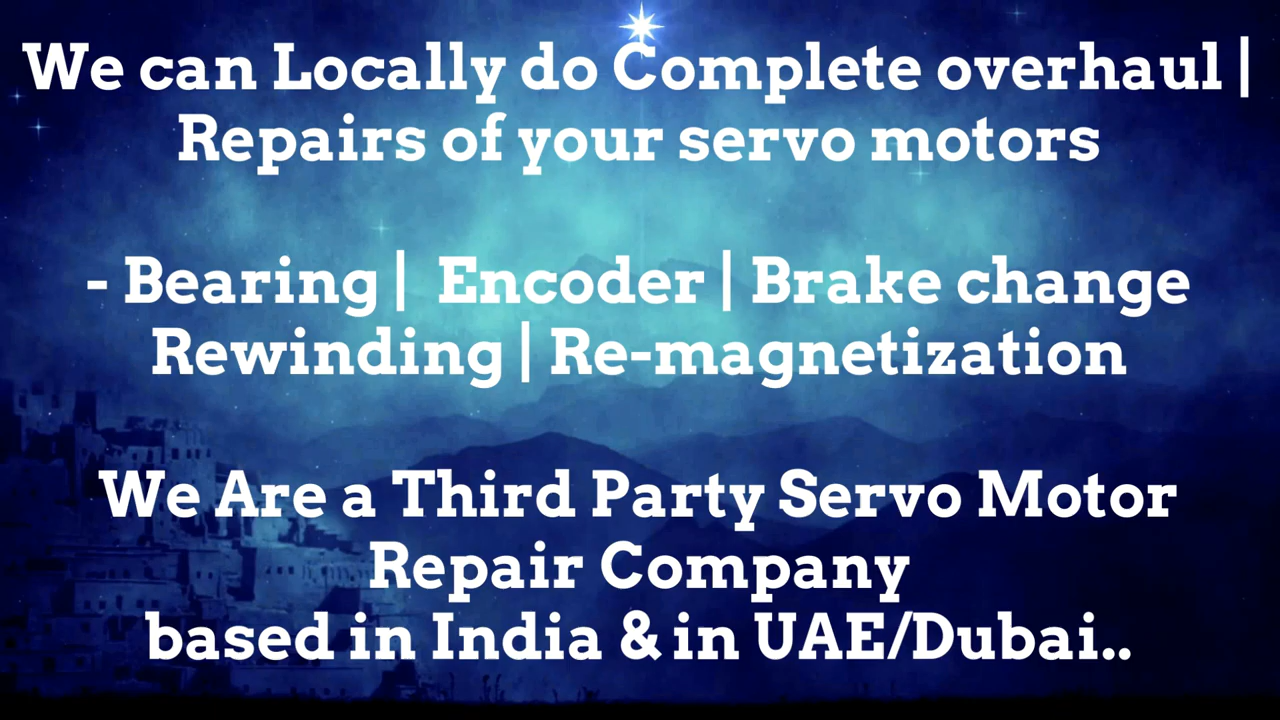 We can Locally do Complete overhaul |
Repairs of your servo motors
- Bearing | Encoder | Brake change
Rewinding | Re-magnetization
We Are a Third Party Servo Motor
Repair Company
based in India & in UAE/Dubai..